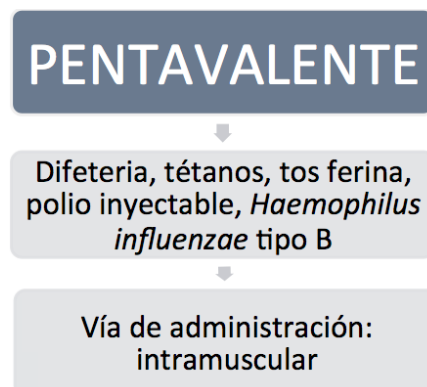 PENTAVALENTE
Difeteria, tétanos, tos ferina,
polio inyectable, Haemophilus
influenzae tipo B
Vía de administración:
intramuscular